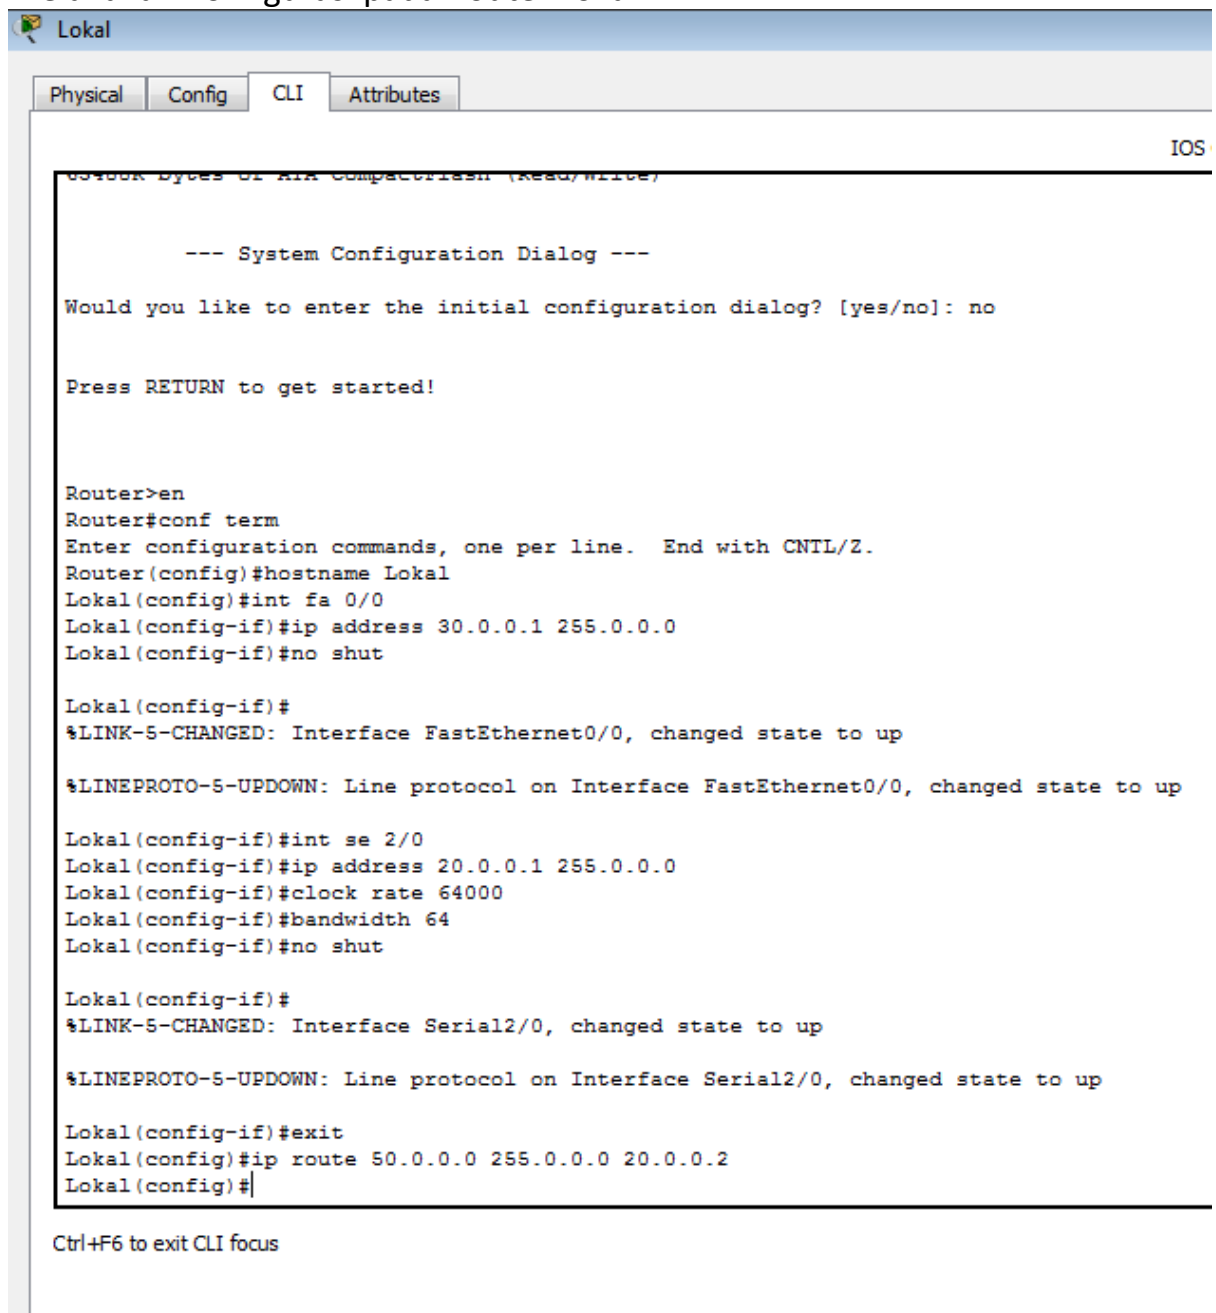 Lokal
Physical Config CLI Attributes
IOS
63488K bytes of ATA CompactFlash (Read/Write)
--- System Configuration Dialog ---
Would you like to enter the initial configuration dialog? [yes/no]: no
Press RETURN to get started!
Router>en
Router#conf term
Enter configuration commands, one per line.  End with CNTL/Z.
Router(config)#hostname Lokal
Lokal(config)#int fa 0/0
Lokal(config-if)#ip address 30.0.0.1 255.0.0.0
Lokal(config-if)#no shut
Lokal(config-if)#
%LINK-5-CHANGED: Interface FastEthernet0/0, changed state to up
%LINEPROTO-5-UPDOWN: Line protocol on Interface FastEthernet0/0, changed state to up
Lokal(config-if)#int se 2/0
Lokal(config-if)#ip address 20.0.0.1 255.0.0.0
Lokal(config-if)#clock rate 64000
Lokal(config-if)#bandwidth 64
Lokal(config-if)#no shut
Lokal(config-if)#
%LINK-5-CHANGED: Interface Serial2/0, changed state to up
%LINEPROTO-5-UPDOWN: Line protocol on Interface Serial2/0, changed state to up
Lokal(config-if)#exit
Lokal(config)#ip route 50.0.0.0 255.0.0.0 20.0.0.2
Lokal(config)#
Ctrl+F6 to exit CLI focus